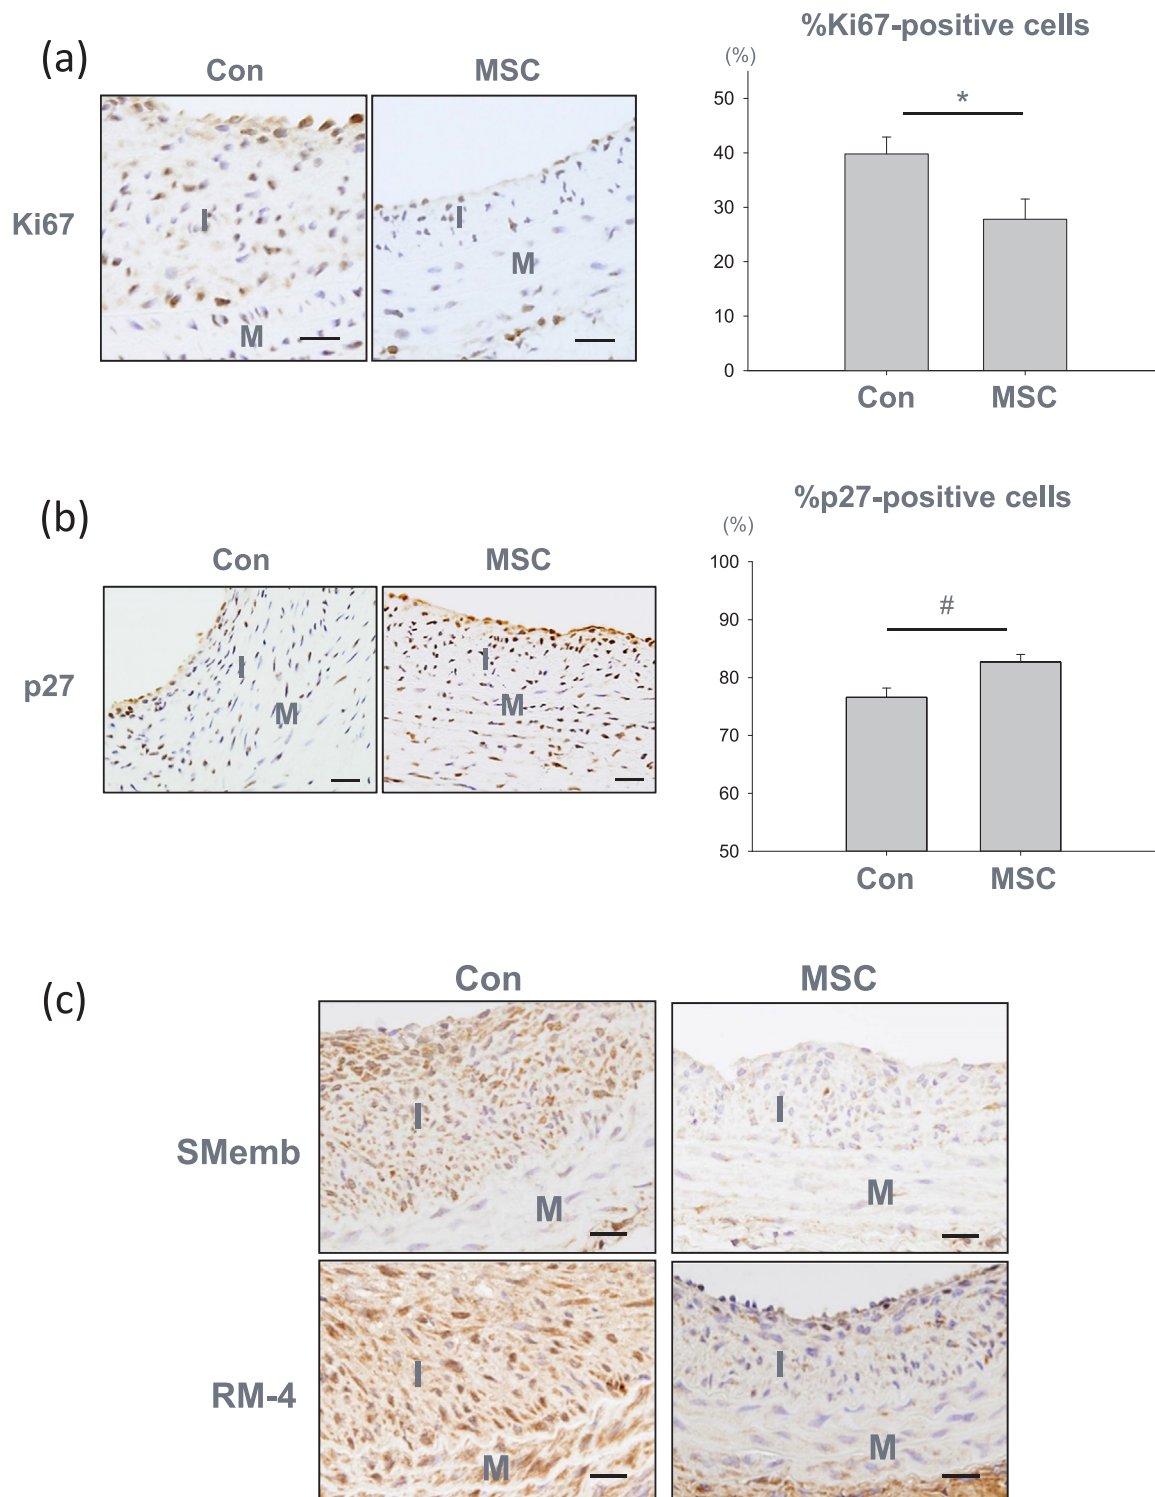 (a)
Con
MSC
Ki67
I
M
I
M
%Ki67-positive cells
(%)
50
40
30
20
10
0
*
Con
MSC
(b)
Con
MSC
p27
I
M
I
M
%p27-positive cells
(%)
100
90
80
70
60
50
#
Con
MSC
(c)
Con
MSC
SMemb
I
M
I
M
RM-4
I
M
I
M